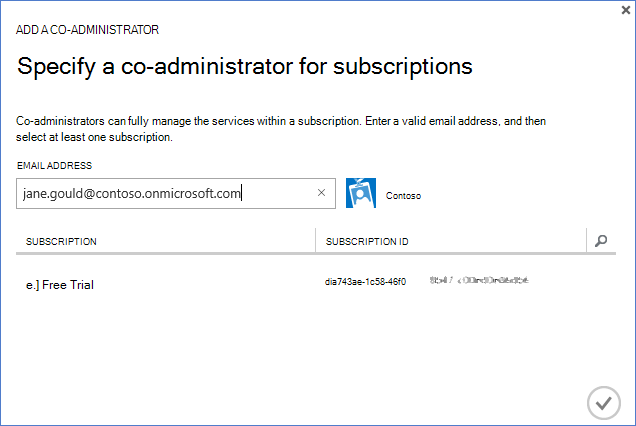 ADD A CO-ADMINISTRATOR
Specify a co-administrator for subscriptions
Co-administrators can fully manage the services within a subscription. Enter a valid email address, and then
select at least one subscription.
EMAIL ADDRESS
jane.gould@contoso.onmicrosoft.com
Contoso
SUBSCRIPTION SUBSCRIPTION ID
e.] Free Trial dia743ae-1c58-46f0